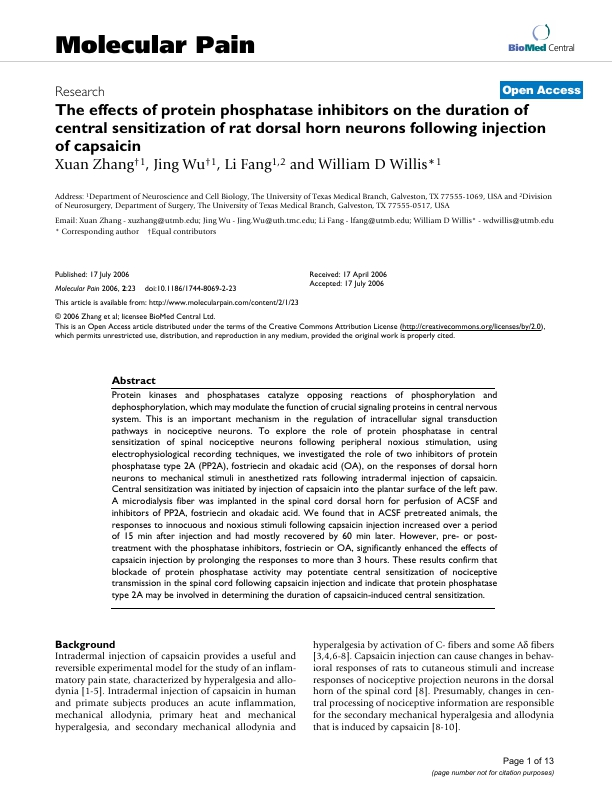 Molecular Pain
BioMed Central
Research
Open Access
The effects of protein phosphatase inhibitors on the duration of
central sensitization of rat dorsal horn neurons following injection
of capsaicin
Xuan Zhang†1, Jing Wu†1, Li Fang1,2 and William D Willis*1
Address: 1Department of Neuroscience and Cell Biology, The University of Texas Medical Branch, Galveston, TX 77555-1069, USA and 2Division
of Neurosurgery, Department of Surgery, The University of Texas Medical Branch, Galveston, TX 77555-0517, USA
Email: Xuan Zhang - xuzhang@utmb.edu; Jing Wu - Jing.Wu@uth.tmc.edu; Li Fang - lfang@utmb.edu; William D Willis* - wdwillis@utmb.edu
* Corresponding author †Equal contributors
Published: 17 July 2006
Molecular Pain 2006, 2:23 doi:10.1186/1744-8069-2-23
Received: 17 April 2006
Accepted: 17 July 2006
This article is available from: http://www.molecularpain.com/content/2/1/23
© 2006 Zhang et al; licensee BioMed Central Ltd.
This is an Open Access article distributed under the terms of the Creative Commons Attribution License (http://creativecommons.org/licenses/by/2.0),
which permits unrestricted use, distribution, and reproduction in any medium, provided the original work is properly cited.
Abstract
Protein kinases and phosphatases catalyze opposing reactions of phosphorylation and
dephosphorylation, which may modulate the function of crucial signaling proteins in central nervous
system. This is an important mechanism in the regulation of intracellular signal transduction
pathways in nociceptive neurons. To explore the role of protein phosphatase in central
sensitization of spinal nociceptive neurons following peripheral noxious stimulation, using
electrophysiological recording techniques, we investigated the role of two inhibitors of protein
phosphatase type 2A (PP2A), fostriecin and okadaic acid (OA), on the responses of dorsal horn
neurons to mechanical stimuli in anesthetized rats following intradermal injection of capsaicin.
Central sensitization was initiated by injection of capsaicin into the plantar surface of the left paw.
A microdialysis fiber was implanted in the spinal cord dorsal horn for perfusion of ACSF and
inhibitors of PP2A, fostriecin and okadaic acid. We found that in ACSF pretreated animals, the
responses to innocuous and noxious stimuli following capsaicin injection increased over a period
of 15 min after injection and had mostly recovered by 60 min later. However, pre- or post-
treatment with the phosphatase inhibitors, fostriecin or OA, significantly enhanced the effects of
capsaicin injection by prolonging the responses to more than 3 hours. These results confirm that
blockade of protein phosphatase activity may potentiate central sensitization of nociceptive
transmission in the spinal cord following capsaicin injection and indicate that protein phosphatase
type 2A may be involved in determining the duration of capsaicin-induced central sensitization.
Background
Intradermal injection of capsaicin provides a useful and
reversible experimental model for the study of an inflam-
matory pain state, characterized by hyperalgesia and allo-
dynia [1-5]. Intradermal injection of capsaicin in human
and primate subjects produces an acute inflammation,
mechanical allodynia, primary heat and mechanical
hyperalgesia, and secondary mechanical allodynia and
hyperalgesia by activation of C- fibers and some Aδ fibers
[3,4,6-8]. Capsaicin injection can cause changes in behav-
ioral responses of rats to cutaneous stimuli and increase
responses of nociceptive projection neurons in the dorsal
horn of the spinal cord [8]. Presumably, changes in cen-
tral processing of nociceptive information are responsible
for the secondary mechanical hyperalgesia and allodynia
that is induced by capsaicin [8-10].
Page 1 of 13
(page number not for citation purposes)